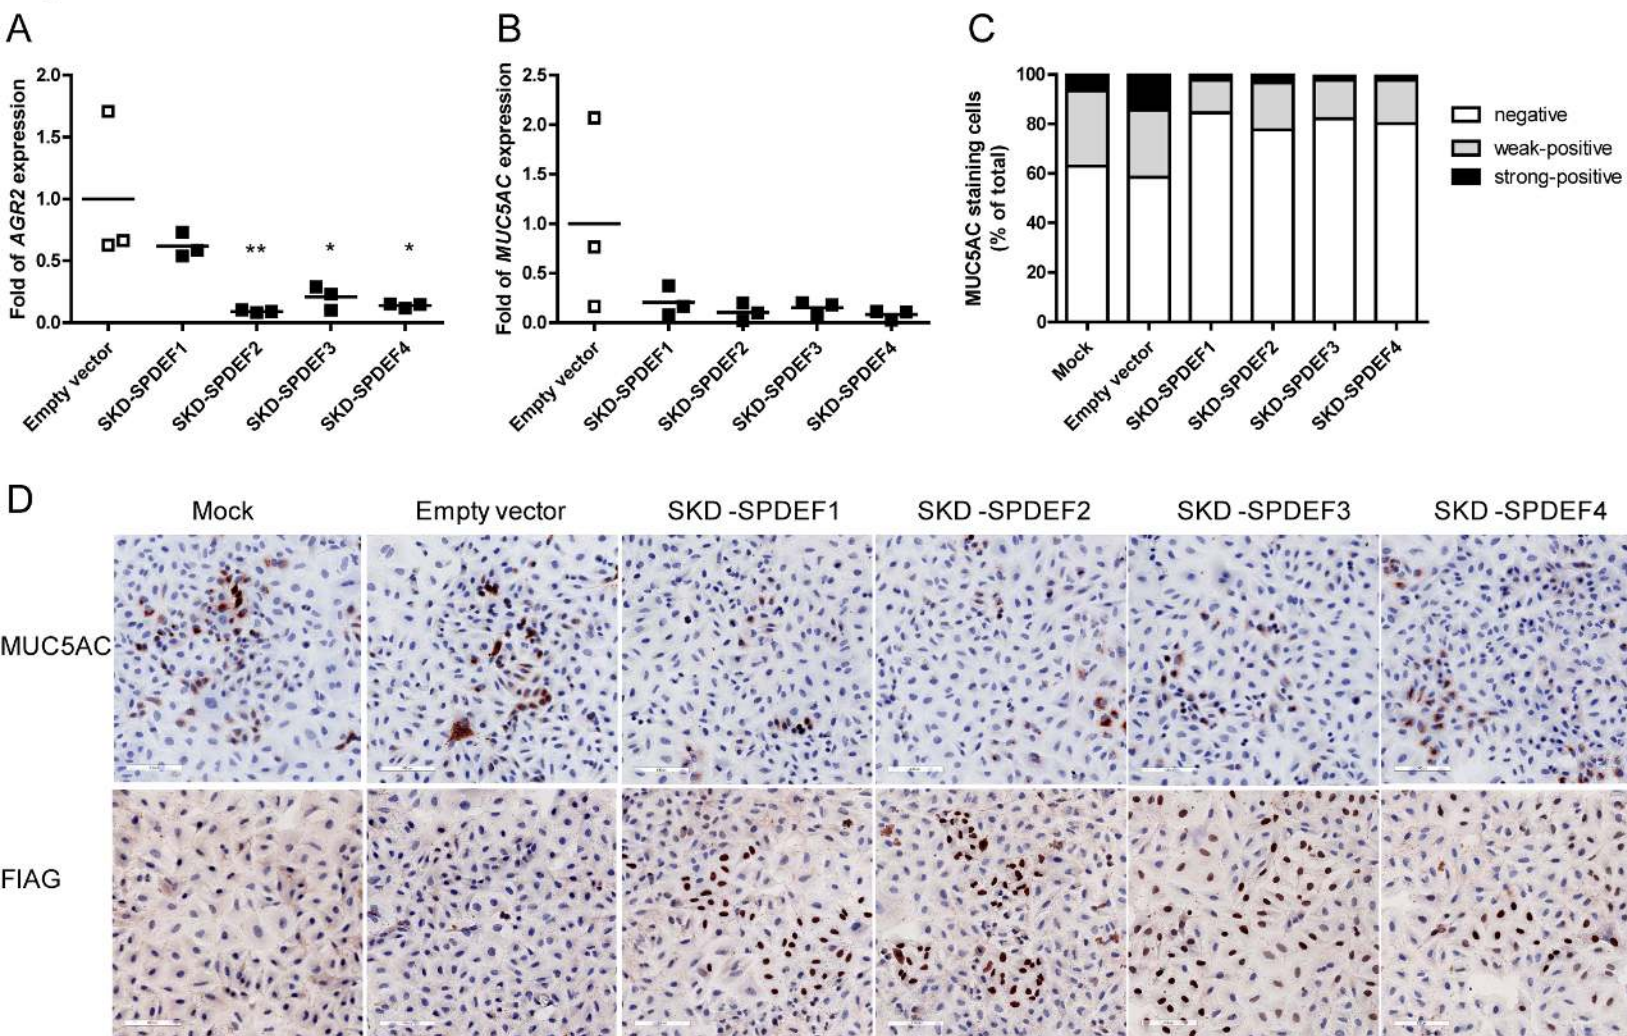 A
Fold of AGR2 expression
2.0
1.5
1.0
0.5
0.0
**
*
*
Empty vector
SKD-SPDEF1
SKD-SPDEF2
SKD-SPDEF3
SKD-SPDEF4
B
Fold of MUC5AC expression
2.5
2.0
1.5
1.0
0.5
0.0
Empty vector
SKD-SPDEF1
SKD-SPDEF2
SKD-SPDEF3
SKD-SPDEF4
C
MUC5AC staining cells
(% of total)
100
80
60
40
20
0
Mock
Empty vector
SKD-SPDEF1
SKD-SPDEF2
SKD-SPDEF3
SKD-SPDEF4
negative
weak-positive
strong-positive
D
Mock
Empty vector
SKD -SPDEF1
SKD -SPDEF2
SKD -SPDEF3
SKD -SPDEF4
MUC5AC
FlAG